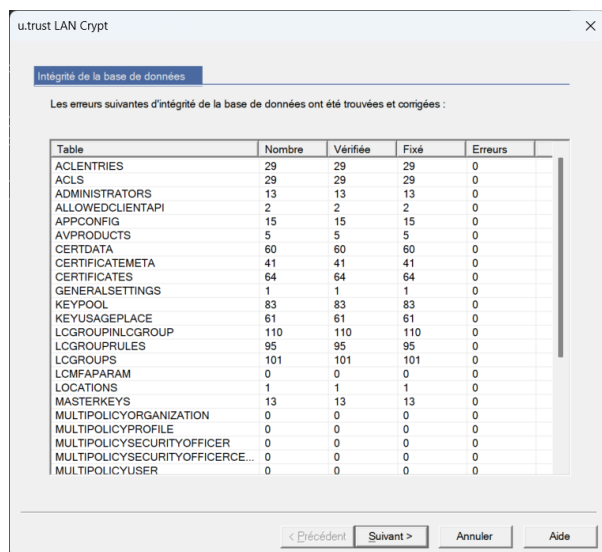 u.trust LAN Crypt
Intégrité de la base de données
Les erreurs suivantes d'intégrité de la base de données ont été trouvées et corrigées :
Table Nombre Vérifiée Fixé Erreurs
ACLENTRIES 29 29 29 0
ACLS 29 29 29 0
ADMINISTRATORS 13 13 13 0
ALLOWEDCLIENTAPI 2 2 2 0
APPCONFIG 15 15 15 0
AVPRODUCTS 5 5 5 0
CERTDATA 60 60 60 0
CERTIFICATEMETA 41 41 41 0
CERTIFICATES 64 64 64 0
GENERALSETTINGS 1 1 1 0
KEYPOOL 83 83 83 0
KEYUSAGEPLACE 61 61 61 0
LCGROUPINLCGROUP 110 110 110 0
LCGROUPRULES 95 95 95 0
LCGROUPS 101 101 101 0
LCMFAPARAM 0 0 0 0
LOCATIONS 1 1 1 0
MASTERKEYS 13 13 13 0
MULTIPOLICYORGANIZATION 0 0 0 0
MULTIPOLICYPROFILE 0 0 0 0
MULTIPOLICYSECURITYOFFICER 0 0 0 0
MULTIPOLICYSECURITYOFFICERCE... 0 0 0 0
MULTIPOLICYUSER 0 0 0 0
< Précédent Suivant > Annuler Aide